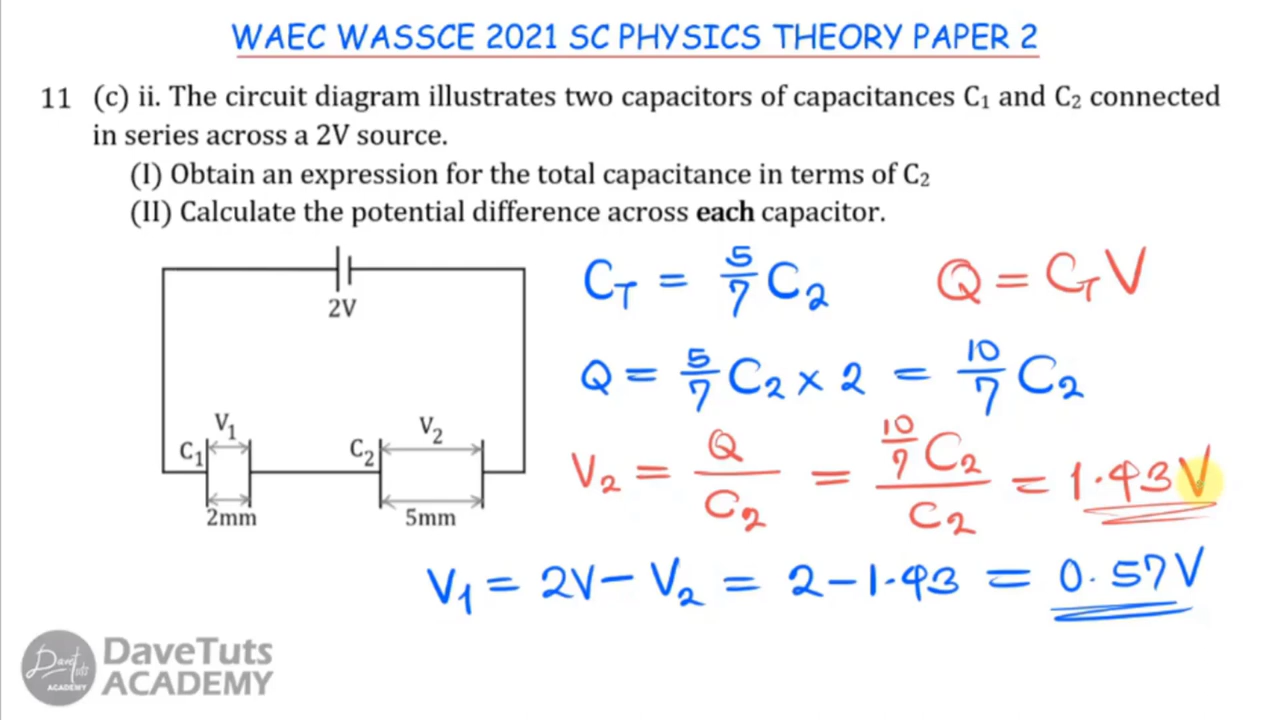 WAEC WASSCE 2021 SC PHYSICS THEORY PAPER 2
11 (c) ii. The circuit diagram illustrates two capacitors of capacitances C₁ and C₂ connected
in series across a 2V source.
(I) Obtain an expression for the total capacitance in terms of C₂
(II) Calculate the potential difference across each capacitor.
2V
V₁
C₁
2mm
V₂
C₂
5mm
C_T = 5/7 C₂
Q = C_T V
Q = 5/7 C₂ x 2 = 10/7 C₂
V₂ = Q/C₂ = 10/7 C₂ / C₂ = 1.43V
V₁ = 2V - V₂ = 2 - 1.43 = 0.57V
Dave Tuts ACADEMY
DaveTuts
ACADEMY